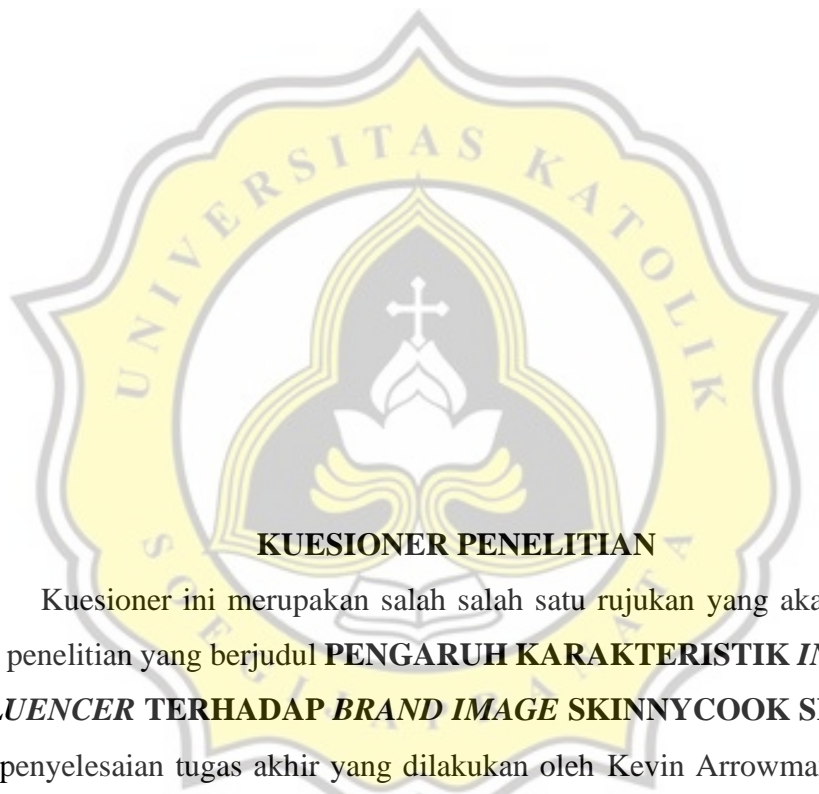 UNIVERSITAS KATOLIK
SOEGIJAPRANATA
KUESIONER PENELITIAN
Kuesioner ini merupakan salah salah satu rujukan yang aka
penelitian yang berjudul PENGARUH KARAKTERISTIK IN
LUENCER TERHADAP BRAND IMAGE SKINNYCOOK S
penyelesaian tugas akhir yang dilakukan oleh Kevin Arrowma